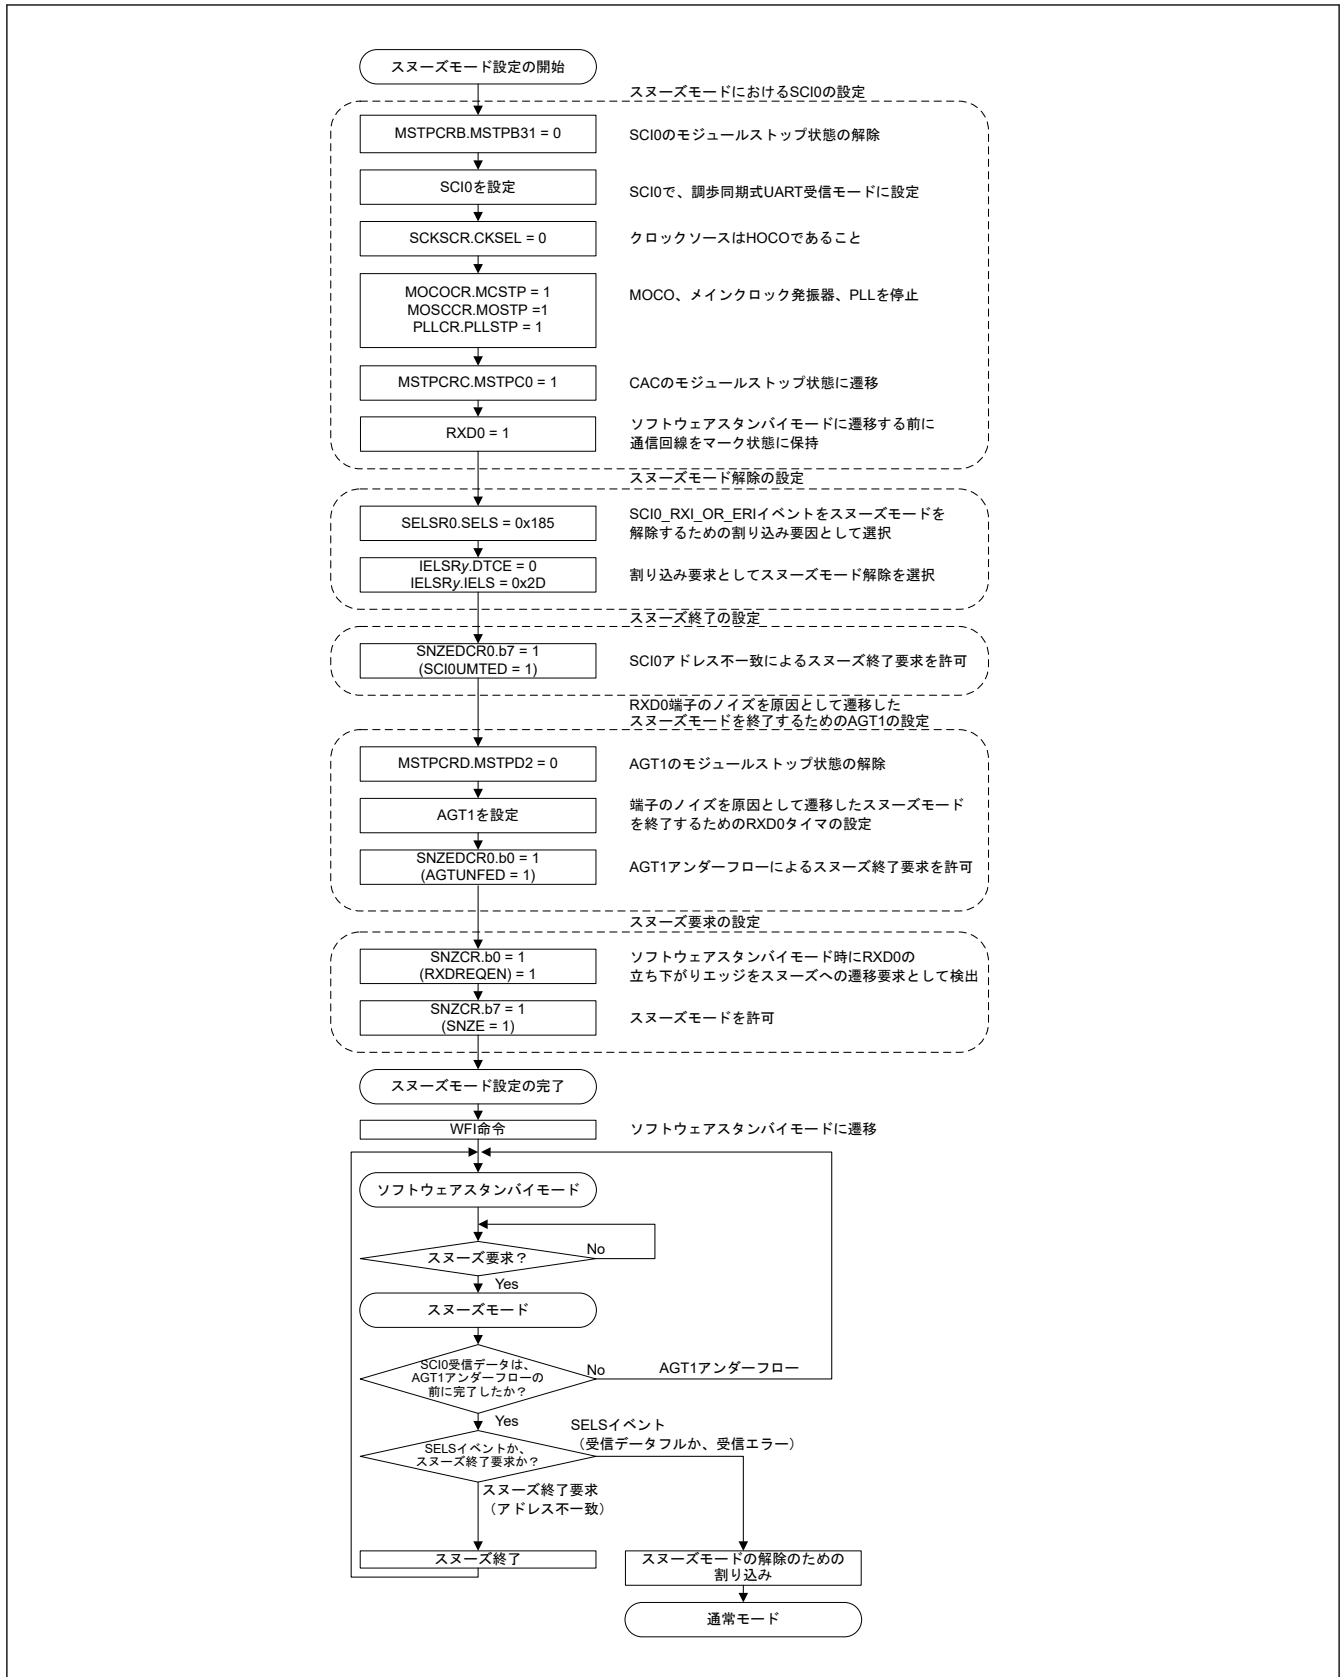 スヌーズモード設定の開始
スヌーズモードにおけるSCI0の設定
MSTPCRB.MSTPB31 = 0
SCI0のモジュールストップ状態の解除
SCI0を設定
SCI0で、調歩同期式UART受信モードに設定
SCKSCR.CKSEL = 0
クロックソースはHOCOであること
MOCOCR.MCSTP = 1
MOSCCR.MOSTP =1
PLLCR.PLLSTP = 1
MOCO、メインクロック発振器、PLLを停止
MSTPCRC.MSTPC0 = 1
CACのモジュールストップ状態に遷移
RXD0 = 1
ソフトウェアスタンバイモードに遷移する前に
通信回線をマーク状態に保持
スヌーズモード解除の設定
SELSR0.SELS = 0x185
SCI0_RXI_OR_ERIイベントをスヌーズモードを
解除するための割り込み要因として選択
IELSRy.DTCE = 0
IELSRy.IELS = 0x2D
割り込み要求としてスヌーズモード解除を選択
スヌーズ終了の設定
SNZEDCR0.b7 = 1
(SCI0UMTED = 1)
SCI0アドレス不一致によるスヌーズ終了要求を許可
RXD0端子のノイズを原因として遷移した
スヌーズモードを終了するためのAGT1の設定
MSTPCRD.MSTPD2 = 0
AGT1のモジュールストップ状態の解除
AGT1を設定
端子のノイズを原因として遷移したスヌーズモード
を終了するためのRXD0タイマの設定
SNZEDCR0.b0 = 1
(AGTUNFED = 1)
AGT1アンダーフローによるスヌーズ終了要求を許可
スヌーズ要求の設定
SNZCR.b0 = 1
(RXDREQEN) = 1
ソフトウェアスタンバイモード時にRXD0の
立ち下がりエッジをスヌーズへの遷移要求として検出
SNZCR.b7 = 1
(SNZE = 1)
スヌーズモードを許可
スヌーズモード設定の完了
WFI命令
ソフトウェアスタンバイモードに遷移
ソフトウェアスタンバイモード
スヌーズ要求？
No
Yes
スヌーズモード
SCI0受信データは、
AGT1アンダーフローの
前に完了したか？
No
AGT1アンダーフロー
Yes
SELSイベント
（受信データフルか、受信エラー）
SELSイベントか、
スヌーズ終了要求か？
スヌーズ終了要求
（アドレス不一致）
スヌーズ終了
スヌーズモードの解除のための
割り込み
通常モード